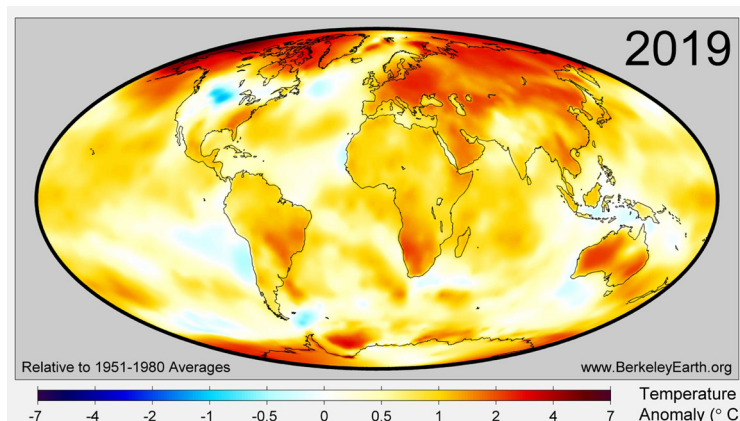 2019
Relative to 1951-1980 Averages
www.BerkeleyEarth.org
-7 -4 -2 -1 -0.5 0 0.5 1 2 4 7
Temperature
Anomaly (° C)